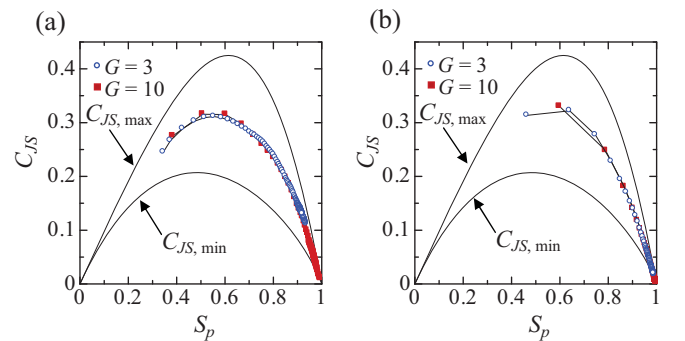 (a)
0.4
0.3
0.2
0.1
0
C_JS
G = 3
G = 10
C_JS, max
C_JS, min
0 0.2 0.4 0.6 0.8 1
S_p
(b)
0.4
0.3
0.2
0.1
0
C_JS
G = 3
G = 10
C_JS, max
C_JS, min
0 0.2 0.4 0.6 0.8 1
S_p